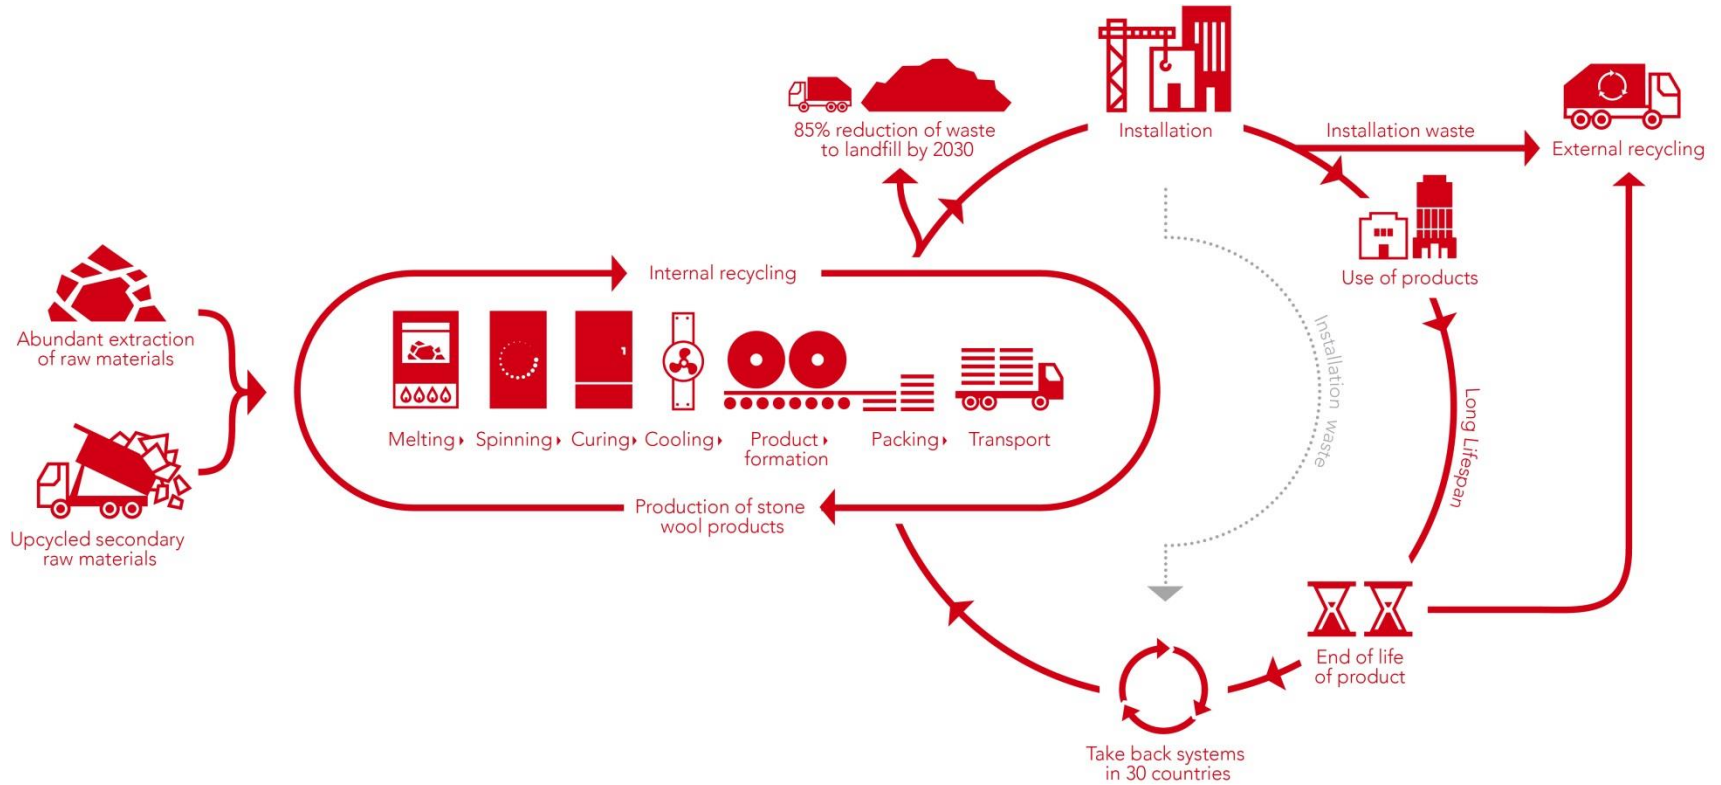 85% reduction of waste
to landfill by 2030
Installation
Installation waste
External recycling
Abundant extraction
of raw materials
Upcycled secondary
raw materials
Internal recycling
Melting
Spinning
Curing
Cooling
Product
formation
Packing
Transport
Production of stone
wool products
Installation waste
Use of products
Long Lifespan
End of life
of product
Take back systems
in 30 countries